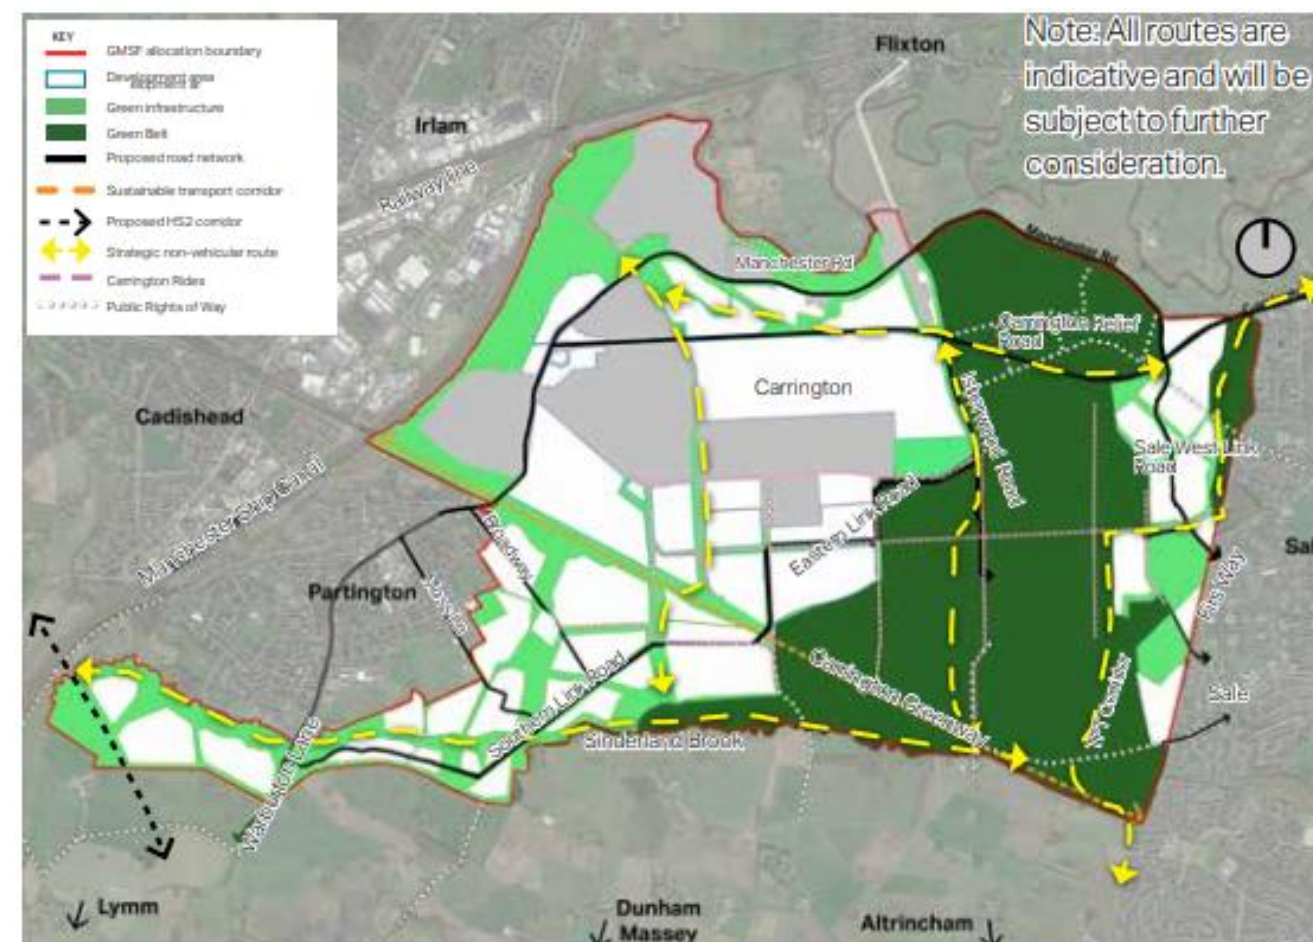 KEY
GMSF allocation boundary
Development area
Green infrastructure
Green Belt
Proposed road network
Sustainable transport corridor
Proposed HS2 corridor
Strategic non-vehicular route
Carrington Rides
Public Rights of Way
Note: All routes are
indicative and will be
subject to further
consideration.
Flixton
Irlam
Railway line
Manchester Rd
Manchester Rd
Carrington Relief
Road
Carrington
Isherwood Road
Cadishead
Sale West Link
Road
Manchester Ship Canal
Eastern Link Road
Broadway
Partington
Firs Way
Carrington Greenway
Sale
Southern Link Road
Sinderland Brook
Warburton Lane
Lymm
Dunham
Massey
Altrincham